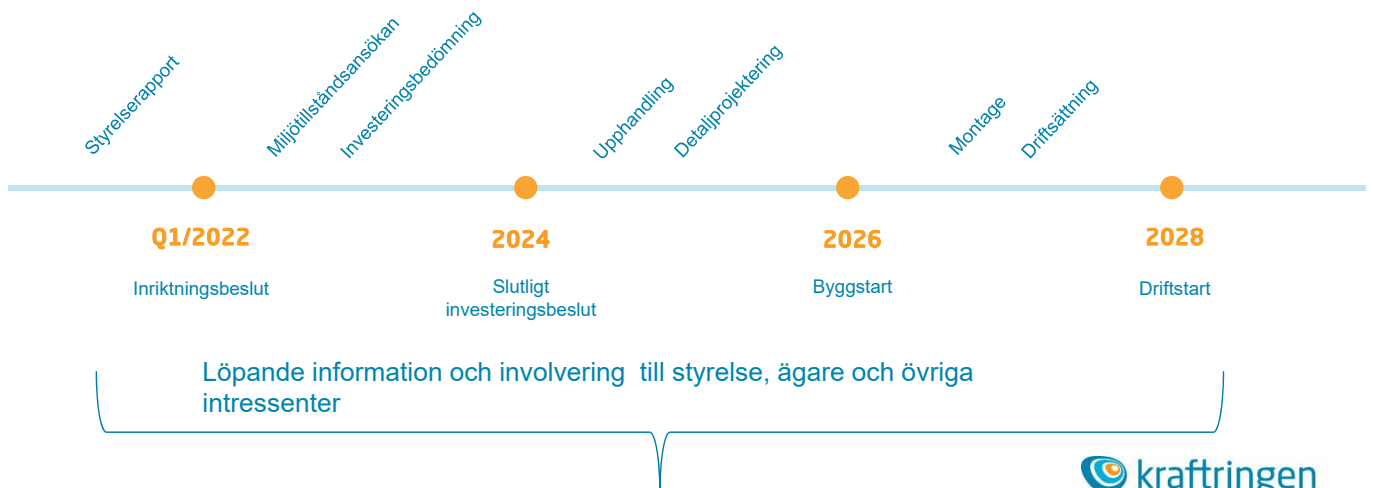 Styrelserapport
Miljötillståndsansökan
Investeringsbedömning
Upphandling
Detaljprojektering
Montage
Driftsättning
Q1/2022
2024
2026
2028
Inriktningsbeslut
Slutligt
investeringsbeslut
Byggstart
Driftstart
Löpande information och involvering till styrelse, ägare och övriga
intressenter
kraftringen